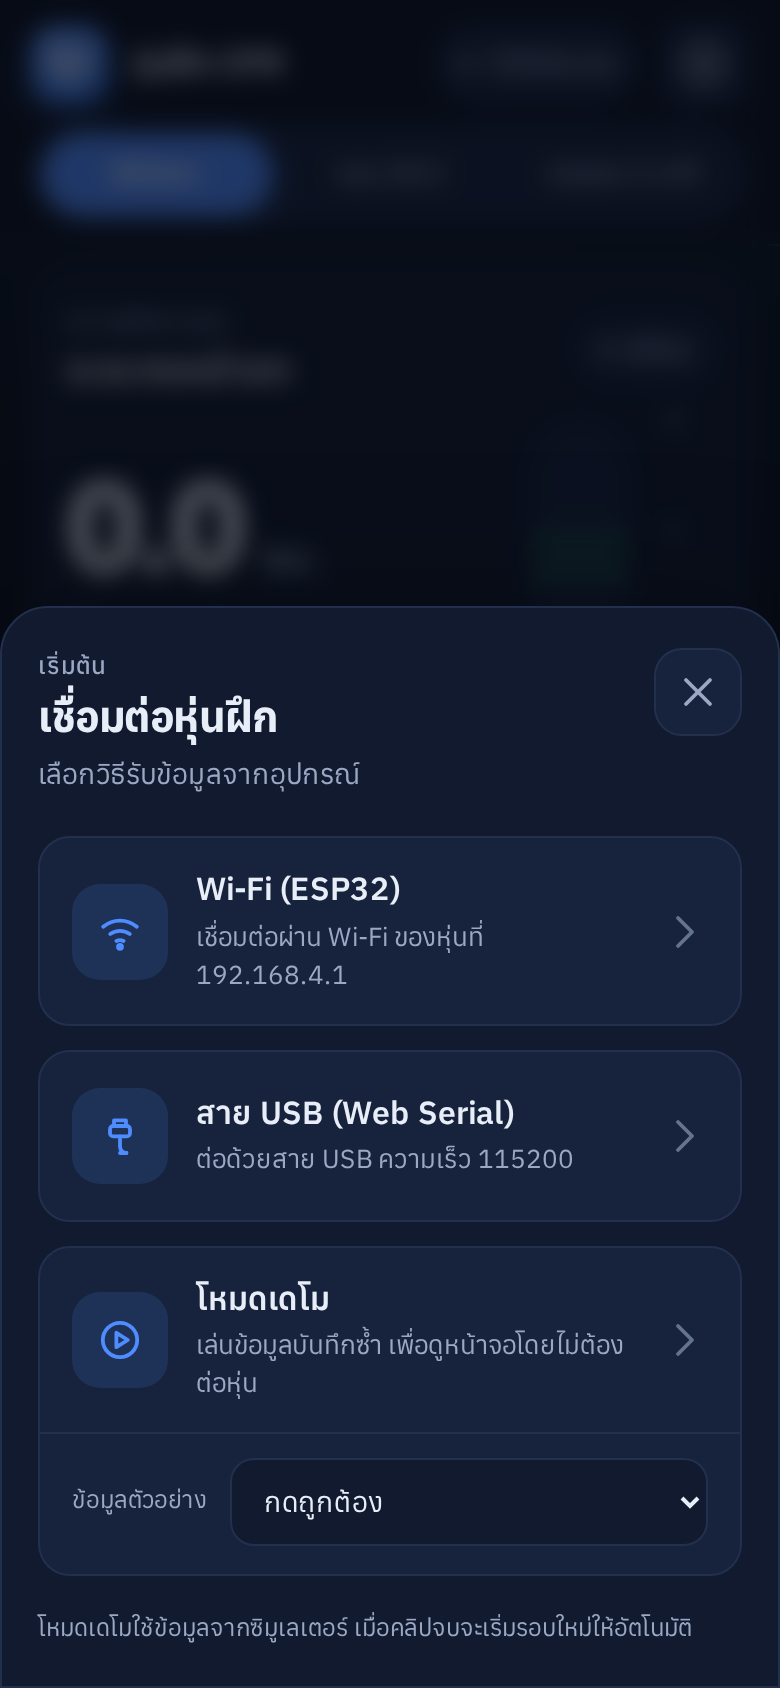 0.0
เริ่มต้น
เชื่อมต่อหุ่นฝึก
เลือกวิธีรับข้อมูลจากอุปกรณ์
Wi-Fi (ESP32)
เชื่อมต่อผ่าน Wi-Fi ของหุ่นที่
192.168.4.1
สาย USB (Web Serial)
ต่อด้วยสาย USB ความเร็ว 115200
โหมดเดโม
เล่นข้อมูลบันทึกซ้ำ เพื่อดูหน้าจอโดยไม่ต้อง
ต่อหุ่น
ข้อมูลตัวอย่าง
กดถูกต้อง
โหมดเดโมใช้ข้อมูลจากซิมูเลเตอร์ เมื่อคลิปจบจะเริ่มรอบใหม่ให้อัตโนมัติ